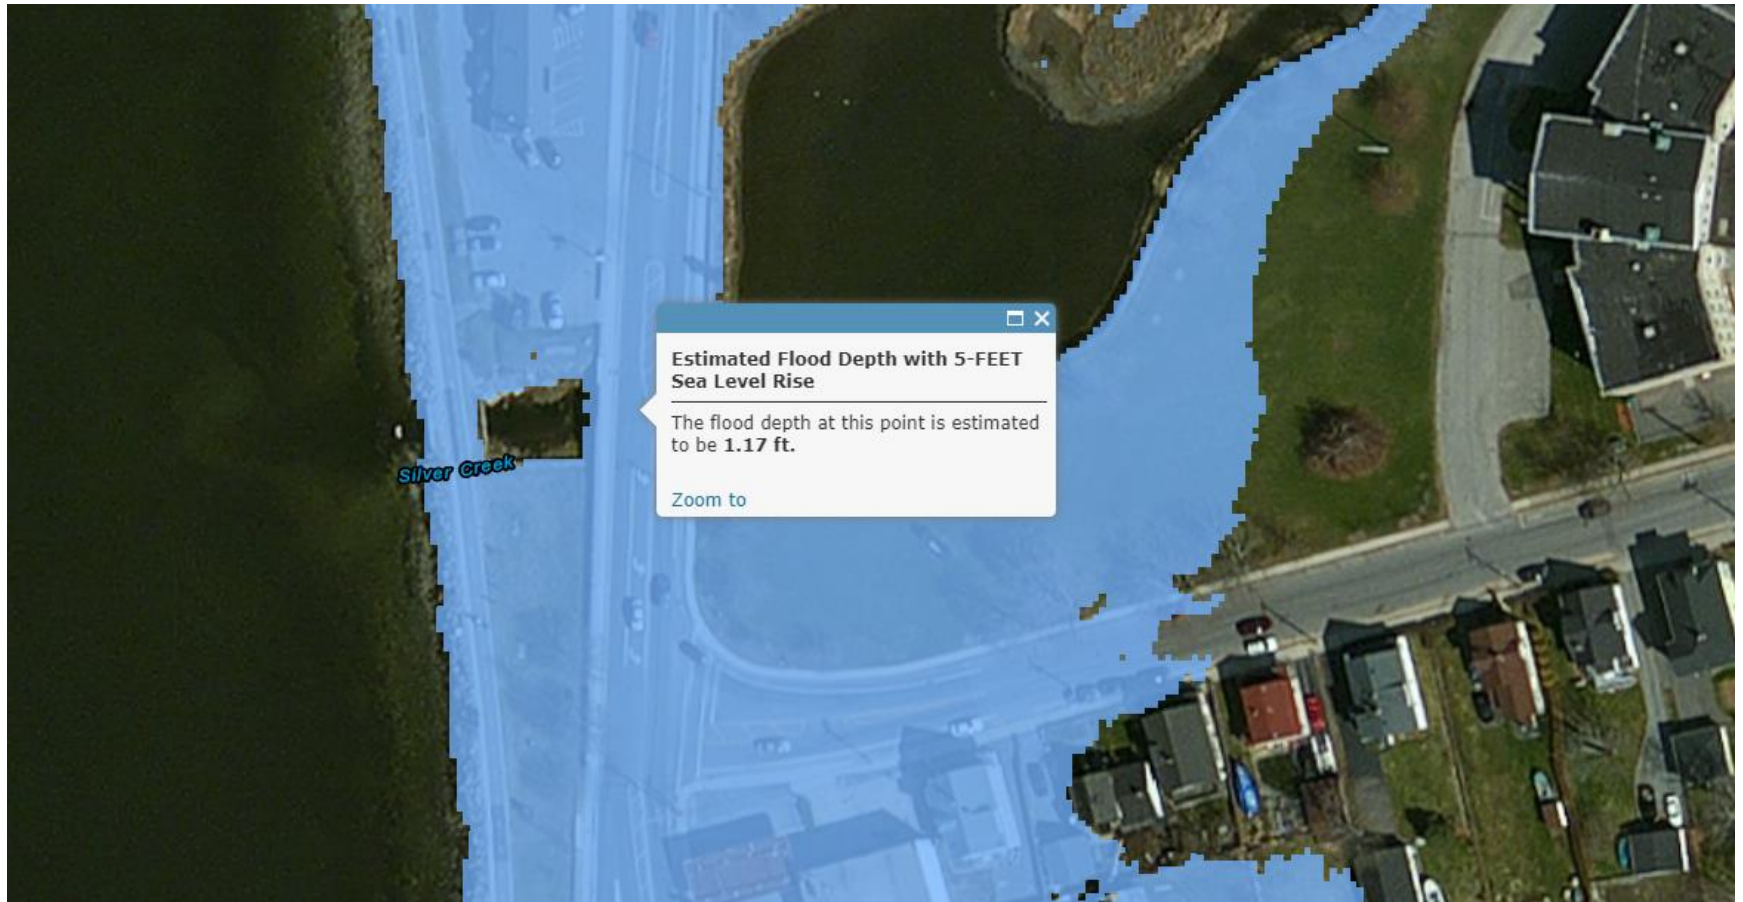 Estimated Flood Depth with 5-FEET
Sea Level Rise
The flood depth at this point is estimated
to be 1.17 ft.
Silver Creek
Zoom to